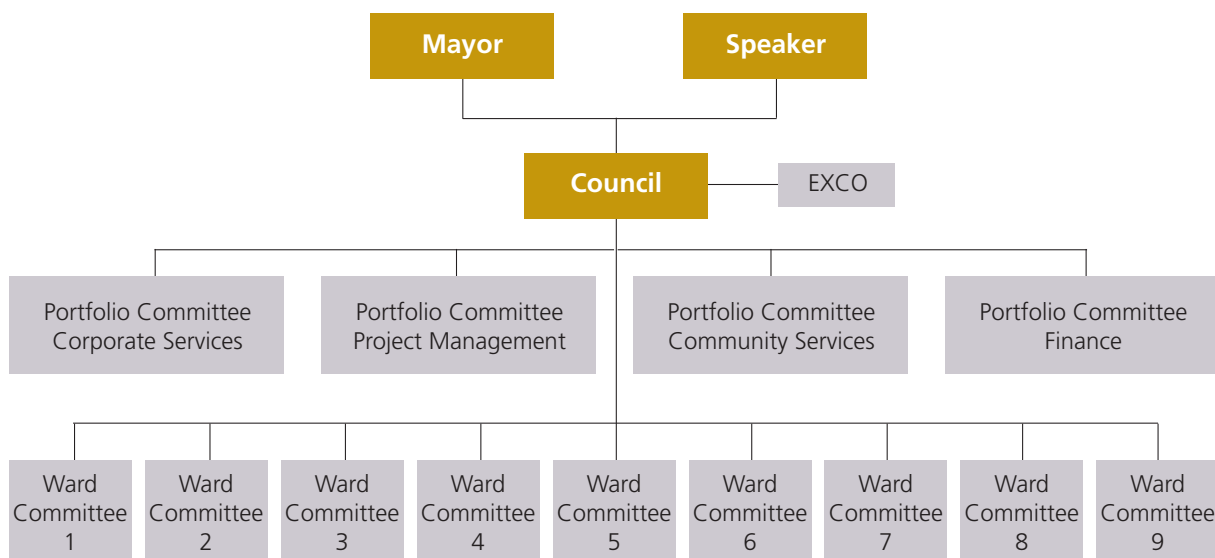 Mayor
Speaker
Council
EXCO
Portfolio Committee
Corporate Services
Portfolio Committee
Project Management
Portfolio Committee
Community Services
Portfolio Committee
Finance
Ward
Committee
1
Ward
Committee
2
Ward
Committee
3
Ward
Committee
4
Ward
Committee
5
Ward
Committee
6
Ward
Committee
7
Ward
Committee
8
Ward
Committee
9